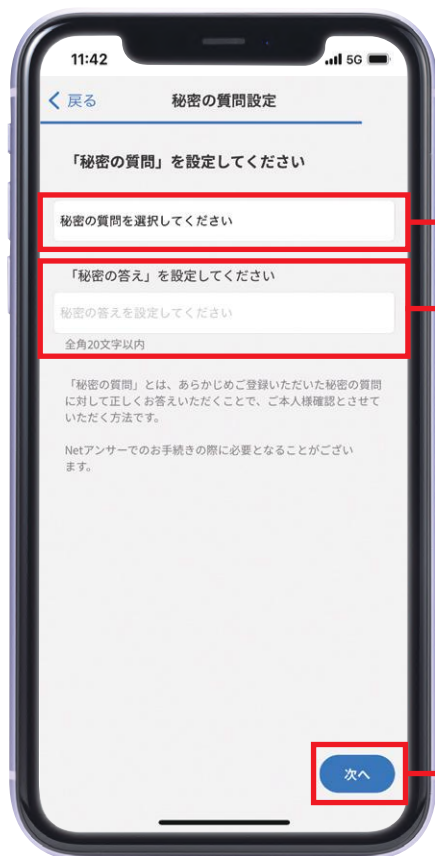 11:42
5G
戻る
秘密の質問設定
「秘密の質問」を設定してください
秘密の質問を選択してください
「秘密の答え」を設定してください
秘密の答えを設定してください
全角20文字以内
「秘密の質問」とは、あらかじめご登録いただいた秘密の質問
に対して正しくお答えいただくことで、ご本人様確認とさせて
いただく方法です。
Netアンサーでのお手続きの際に必要となることがござい
ます。
次へ